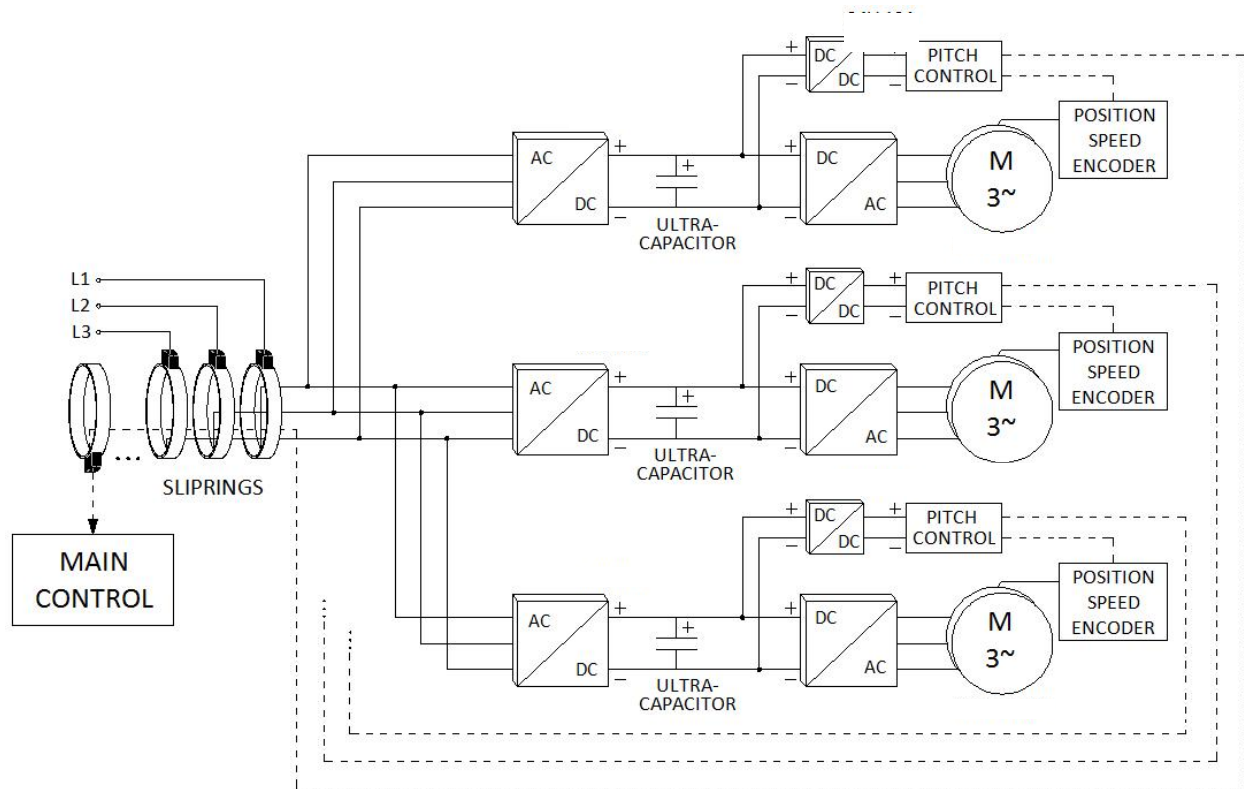 DC
DC
PITCH
CONTROL
POSITION
SPEED
ENCODER
AC
DC
ULTRA-
CAPACITOR
DC
AC
M
3~
L1
L2
L3
SLIPRINGS
MAIN
CONTROL
DC
DC
PITCH
CONTROL
POSITION
SPEED
ENCODER
AC
DC
ULTRA-
CAPACITOR
DC
AC
M
3~
DC
DC
PITCH
CONTROL
POSITION
SPEED
ENCODER
AC
DC
ULTRA-
CAPACITOR
DC
AC
M
3~